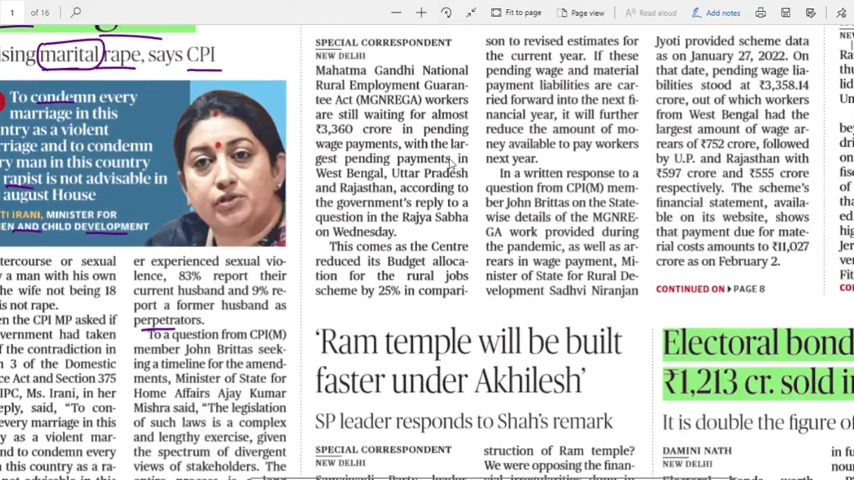 1 of 16
Fit to page
Page view
Read aloud
Add notes
ising marital rape, says CPI
To condemn every
marriage in this
ntry as a violent
rriage and to condemn
ry man in this country
rapist is not advisable in
august House
TI IRANI, MINISTER FOR
EN AND CHILD DEVELOPMENT
tercourse or sexual
y a man with his own
he wife not being 18
is not rape.
en the CPI MP asked if
vernment had taken
f the contradiction in
n 3 of the Domestic
ce Act and Section 375
IPC, Ms. Irani, in her
eply, said, “To con-
every marriage in this
y as a violent mar-
nd to condemn every
this country as a ra-
er experienced sexual vio-
lence, 83% report their
current husband and 9% re-
port a former husband as
perpetrators.
To a question from CPI(M)
member John Brittas seek-
ing a timeline for the amend-
ments, Minister of State for
Home Affairs Ajay Kumar
Mishra said, “The legislation
of such laws is a complex
and lengthy exercise, given
the spectrum of divergent
views of stakeholders. The
SPECIAL CORRESPONDENT
NEW DELHI
Mahatma Gandhi National
Rural Employment Guaran-
tee Act (MGNREGA) workers
are still waiting for almost
₹3,360 crore in pending
wage payments, with the lar-
gest pending payments in
West Bengal, Uttar Pradesh
and Rajasthan, according to
the government’s reply to a
question in the Rajya Sabha
on Wednesday.
This comes as the Centre
reduced its Budget alloca-
tion for the rural jobs
scheme by 25% in compari-
son to revised estimates for
the current year. If these
pending wage and material
payment liabilities are car-
ried forward into the next fi-
nancial year, it will further
reduce the amount of mo-
ney available to pay workers
next year.
In a written response to a
question from CPI(M) mem-
ber John Brittas on the State-
wise details of the MGNRE-
GA work provided during
the pandemic, as well as ar-
rears in wage payment, Mi-
nister of State for Rural De-
velopment Sadhvi Niranjan
Jyoti provided scheme data
as on January 27, 2022. On
that date, pending wage lia-
bilities stood at ₹3,358.14
crore, out of which workers
from West Bengal had the
largest amount of wage ar-
rears of ₹752 crore, followed
by U.P. and Rajasthan with
₹597 crore and ₹555 crore
respectively. The scheme’s
financial statement, availa-
ble on its website, shows
that payment due for mate-
rial costs amounts to ₹11,027
crore as on February 2.
CONTINUED ON ▶ PAGE 8
‘Ram temple will be built
faster under Akhilesh’
SP leader responds to Shah’s remark
SPECIAL CORRESPONDENT
NEW DELHI
struction of Ram temple?
We were opposing the finan-
Electoral bond
₹1,213 cr. sold i
It is double the figure of
DAMINI NATH
NEW DELHI